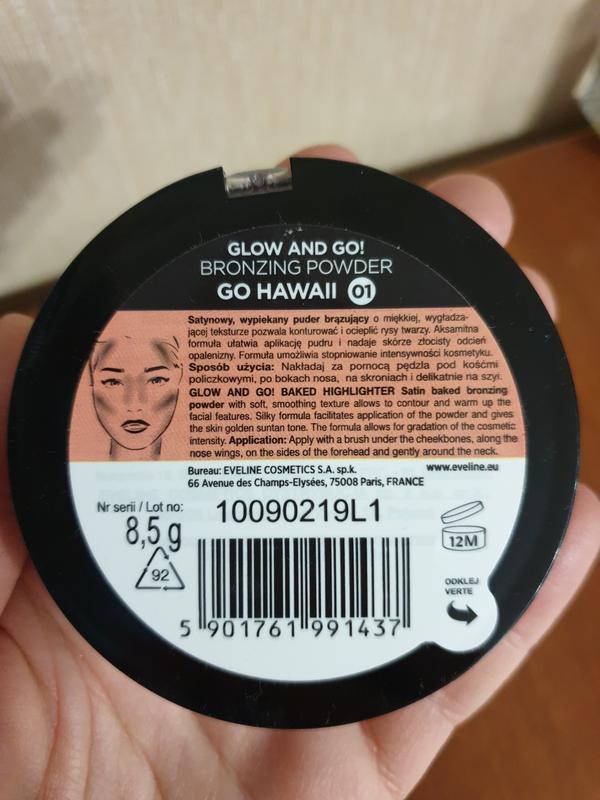 GLOW AND GO!
BRONZING POWDER
GO HAWAII 01
Satynowy, wypiekany puder brązujący o miękkiej, wygładza-
jącej teksturze pozwala konturować i ocieplić rysy twarzy. Aksamitna
formuła ułatwia aplikację pudru i nadaje skórze złocisty odcień
opalenizny. Formuła umożliwia stopniowanie intensywności kosmetyku.
Sposób użycia: Nakładaj za pomocą pędzla pod kośćmi
policzkowymi, po bokach nosa, na skroniach i delikatnie na szyi.
GLOW AND GO! BAKED HIGHLIGHTER Satin baked bronzing
powder with soft, smoothing texture allows to contour and warm up the
facial features. Silky formula facilitates application of the powder and gives
the skin golden suntan tone. The formula allows for gradation of the cosmetic
intensity. Application: Apply with a brush under the cheekbones, along the
nose wings, on the sides of the forehead and gently around the neck.
Bureau: EVELINE COSMETICS S.A. sp.k. www.eveline.eu
66 Avenue des Champs-Elysées, 75008 Paris, FRANCE
Nr serii / Lot no: 10090219L1
8,5 g
92
12M
ODKLEJ
VERTE
5 901761 991437